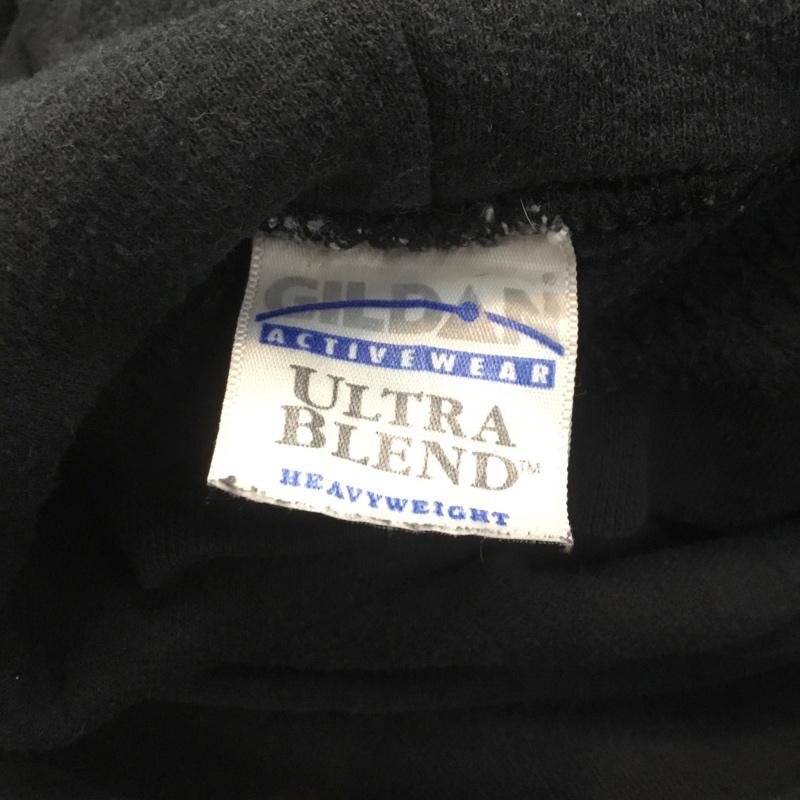 GILDAN
ACTIVEWEAR
ULTRA
BLEND™
HEAVYWEIGHT